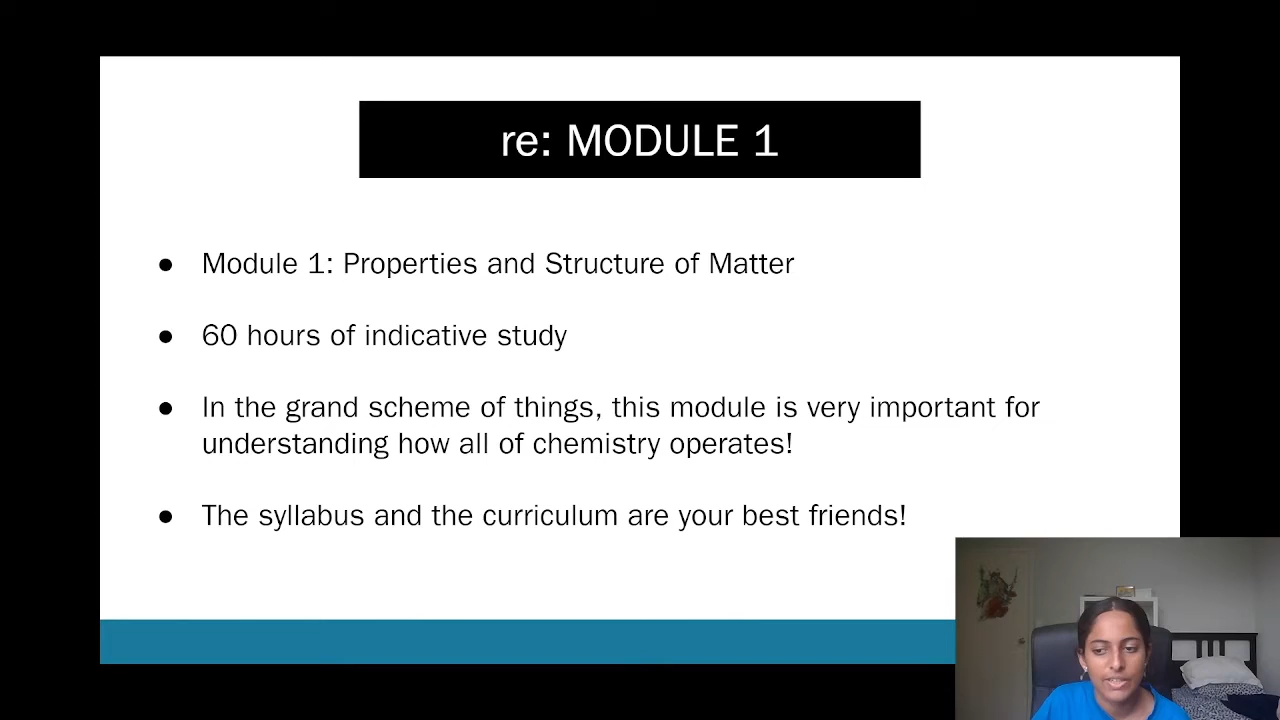 re: MODULE 1
● Module 1: Properties and Structure of Matter
● 60 hours of indicative study
● In the grand scheme of things, this module is very important for
understanding how all of chemistry operates!
● The syllabus and the curriculum are your best friends!